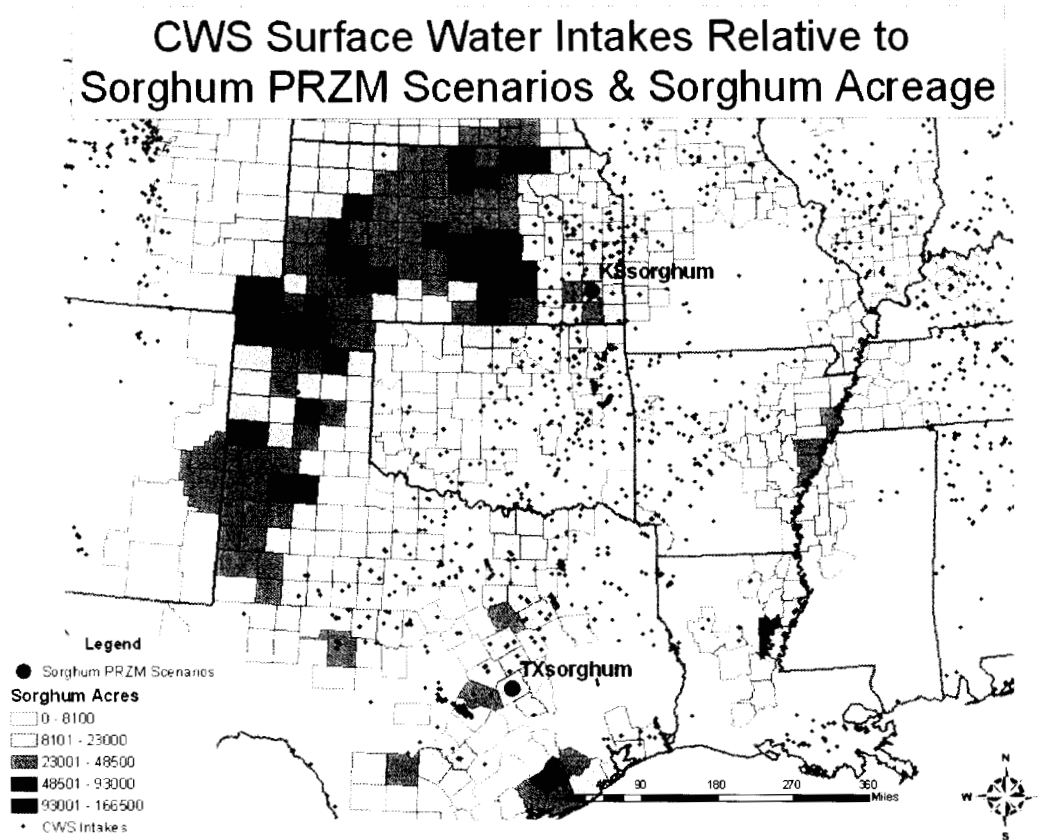 CWS Surface Water Intakes Relative to
Sorghum PRZM Scenarios & Sorghum Acreage
KSsorghum
TXsorghum
Legend
Sorghum PRZM Scenarios
Sorghum Acres
0 - 8100
8101 - 23000
23001 - 48500
48501 - 93000
93001 - 166500
CWS Intakes
90 180 270 360
Miles
N
W E
S